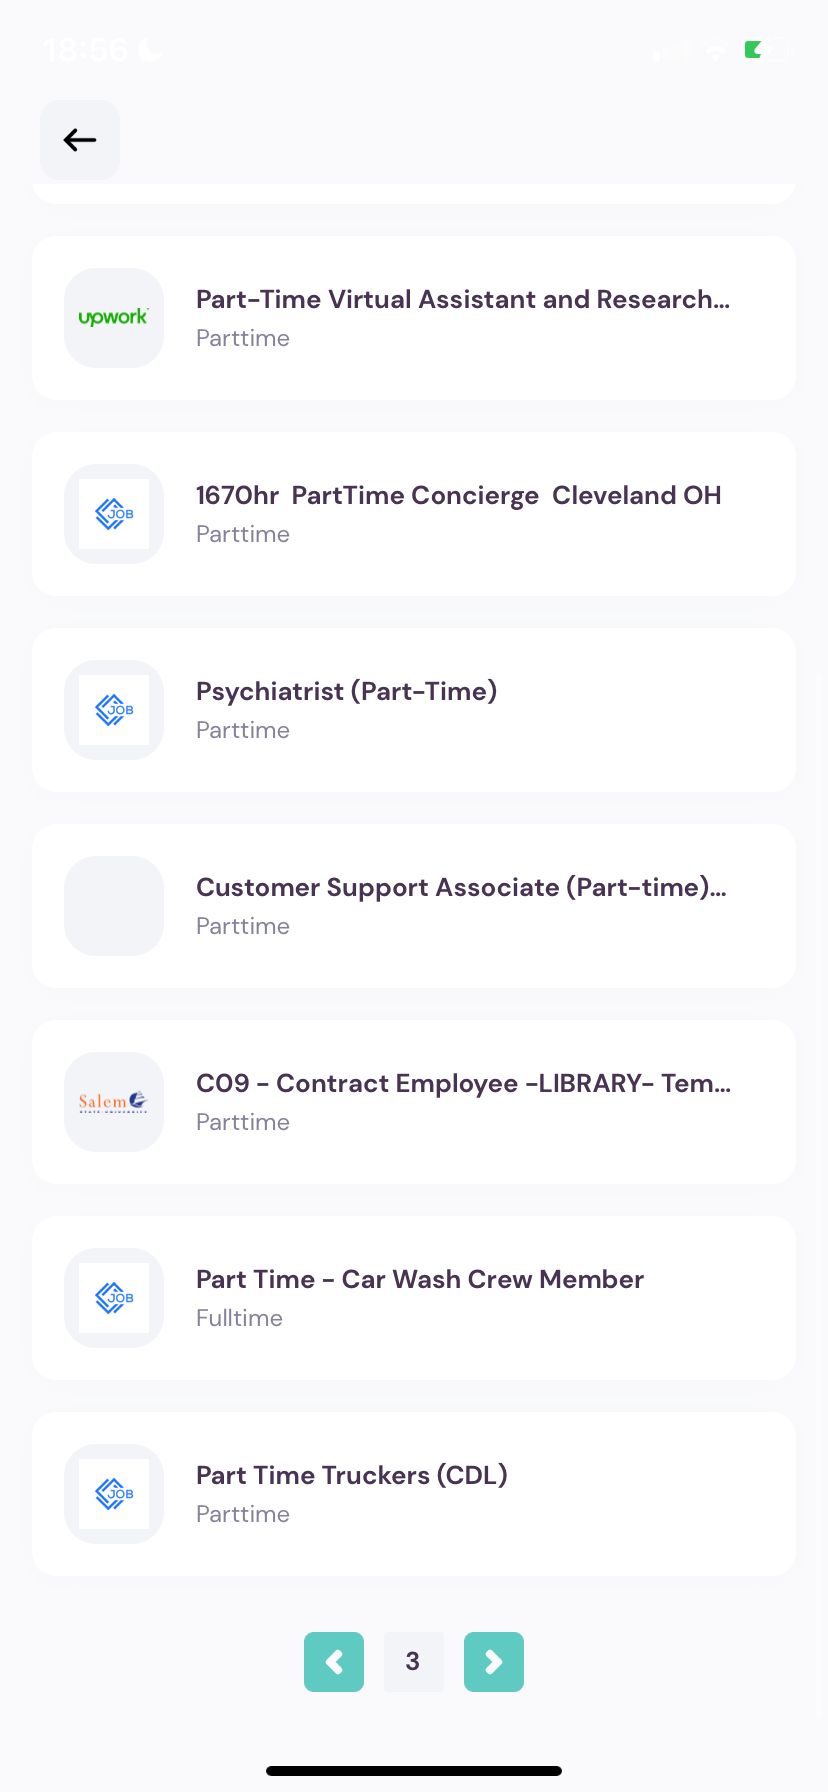 18:56
upwork
Part-Time Virtual Assistant and Research...
Parttime
JOB
1670hr  PartTime Concierge  Cleveland OH
Parttime
JOB
Psychiatrist (Part-Time)
Parttime
Customer Support Associate (Part-time)...
Parttime
Salem
STATE UNIVERSITY
C09 - Contract Employee -LIBRARY- Tem...
Parttime
JOB
Part Time - Car Wash Crew Member
Fulltime
JOB
Part Time Truckers (CDL)
Parttime
3